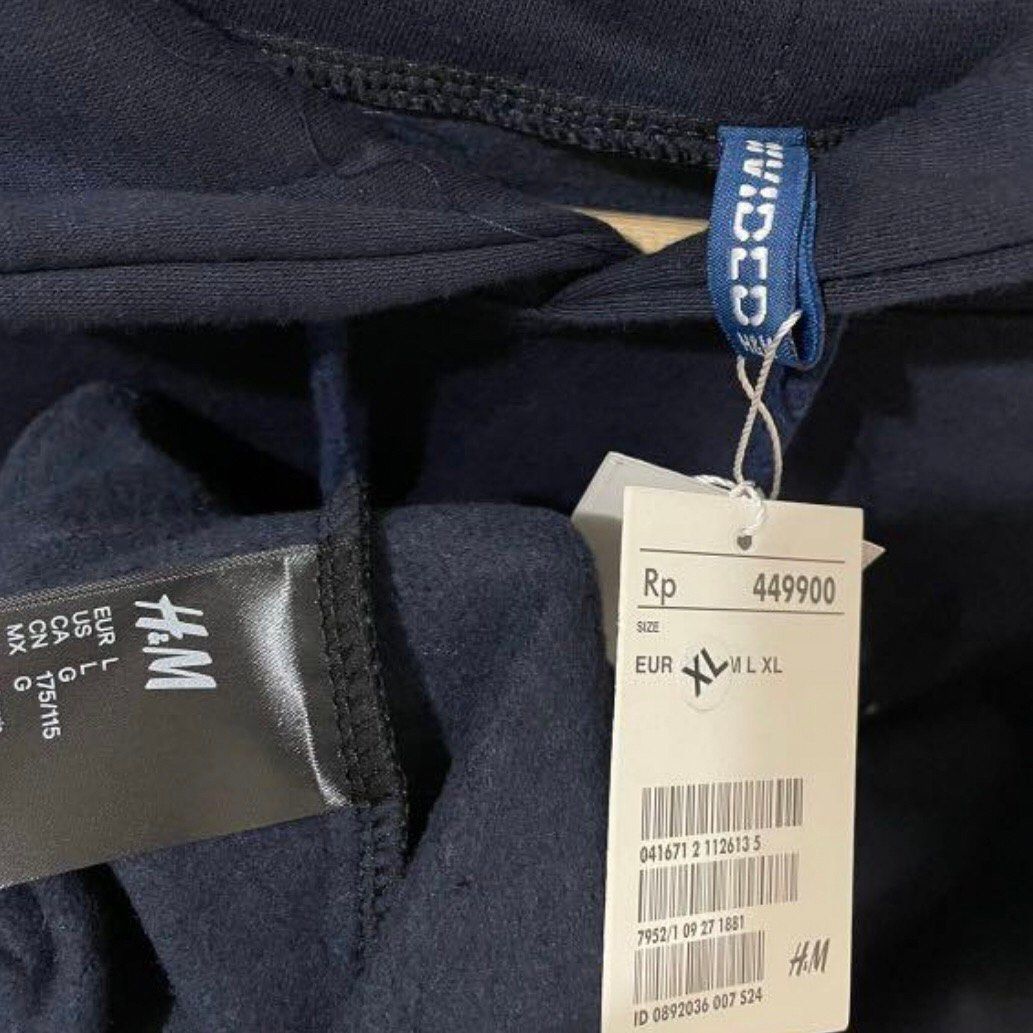 DIVIDED
H&M
Rp 449900
SIZE
EUR XL M L XL
041671 2 112613 5
7952/1 09 27 1881
H&M
ID 0892036 007 S24
H&M
EUR L
US L
CA G
CN 175/115
MX G